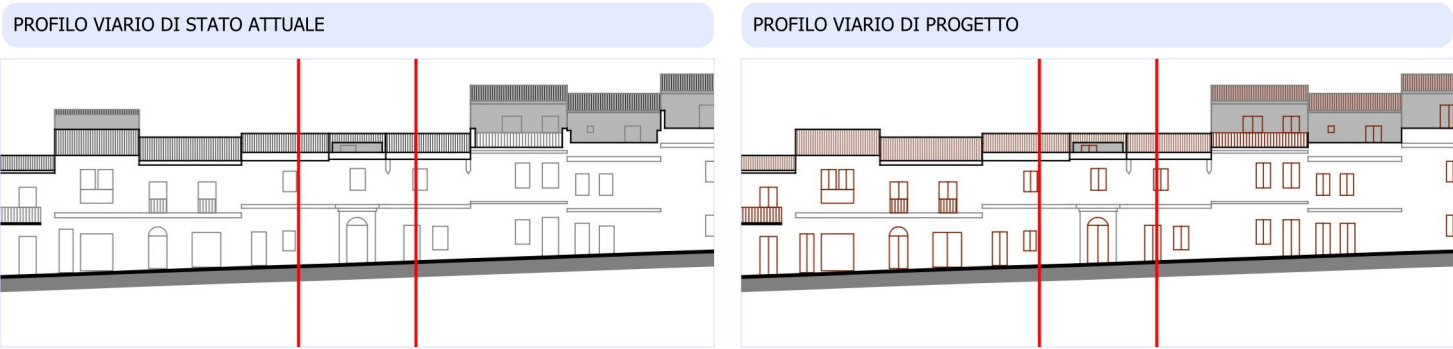 PROFILO VIARIO DI STATO ATTUALE
PROFILO VIARIO DI PROGETTO